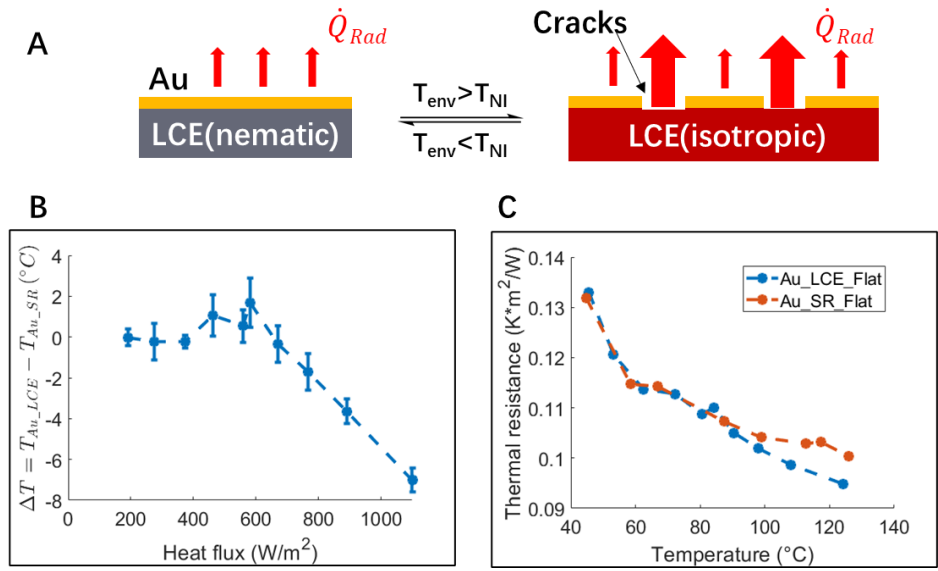 A
Q̇Rad
Cracks
Q̇Rad
Au
LCE(nematic)
Tenv>TNI
Tenv<TNI
LCE(isotropic)
B
ΔT = TAu_LCE − TAu_SR (°C)
4
2
0
-2
-4
-6
-8
0 200 400 600 800 1000
Heat flux (W/m²)
C
Thermal resistance (K*m²/W)
0.14
0.13
0.12
0.11
0.1
0.09
Au_LCE_Flat
Au_SR_Flat
40 60 80 100 120 140
Temperature (°C)